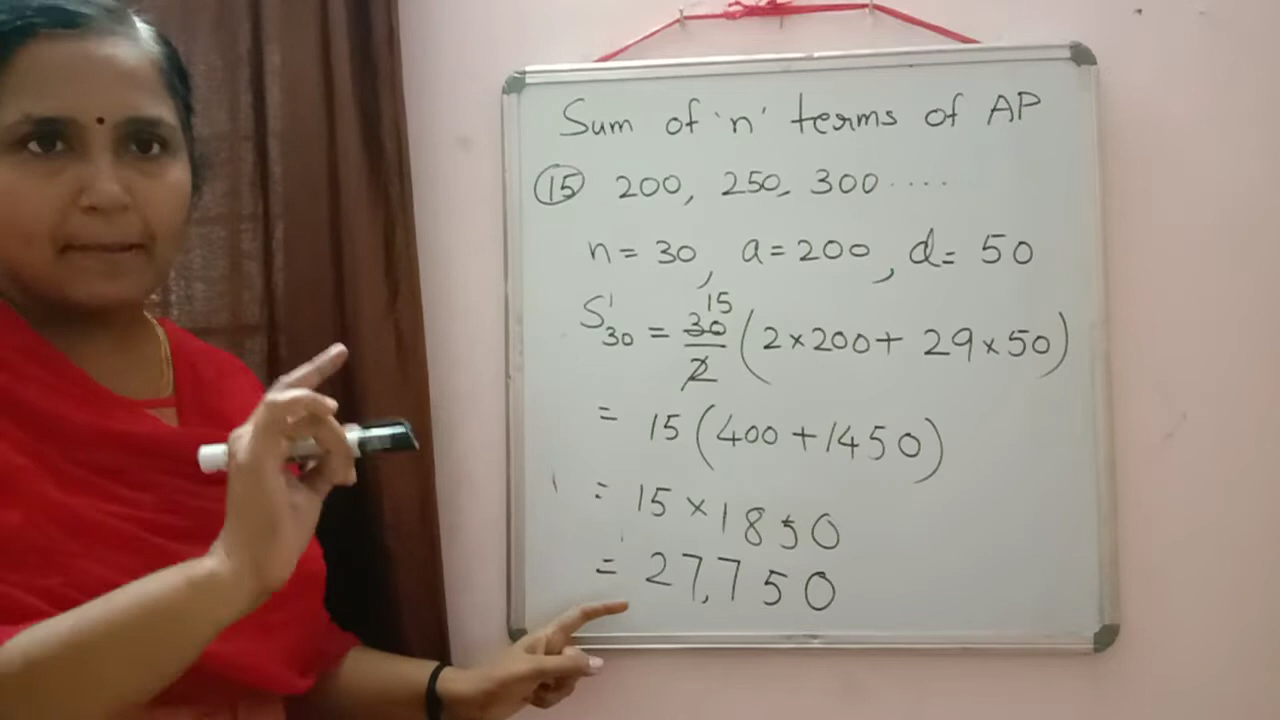 Sum of 'n' terms of AP
⑮ 200, 250, 300 ....
n = 30, a = 200, d = 50
S₃₀ = 30/2 15 (2×200 + 29×50)
= 15 (400 + 1450)
= 15 × 1850
= 27,750